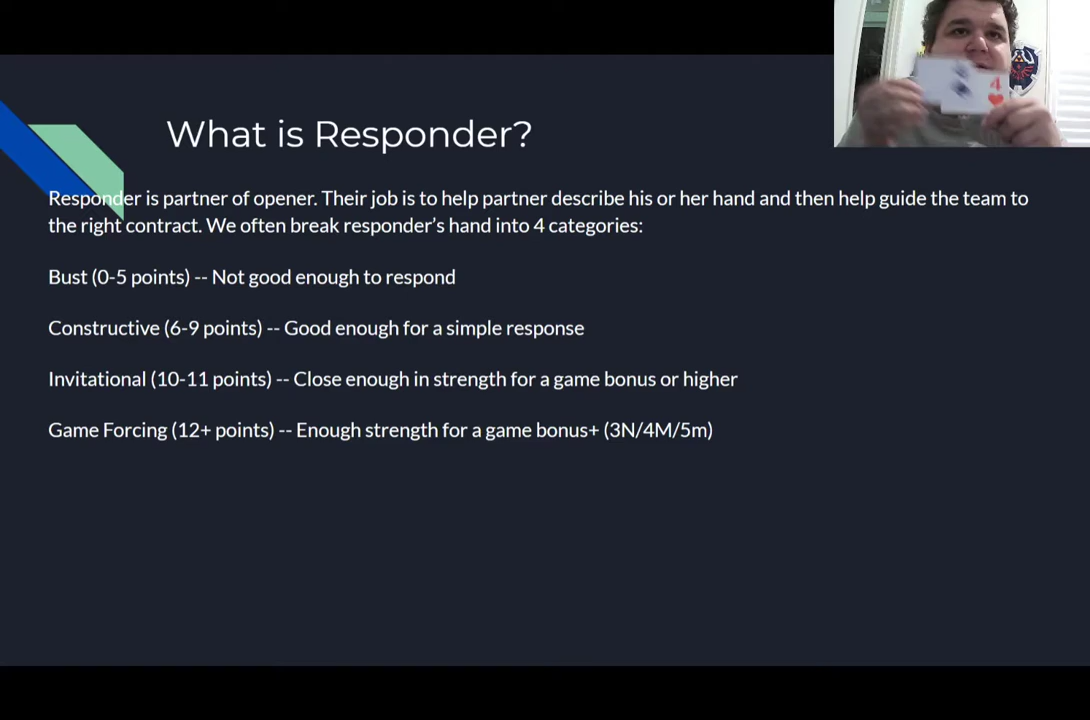 What is Responder?
4
Responder is partner of opener. Their job is to help partner describe his or her hand and then help guide the team to
the right contract. We often break responder's hand into 4 categories:
Bust (0-5 points) -- Not good enough to respond
Constructive (6-9 points) -- Good enough for a simple response
Invitational (10-11 points) -- Close enough in strength for a game bonus or higher
Game Forcing (12+ points) -- Enough strength for a game bonus+ (3N/4M/5m)